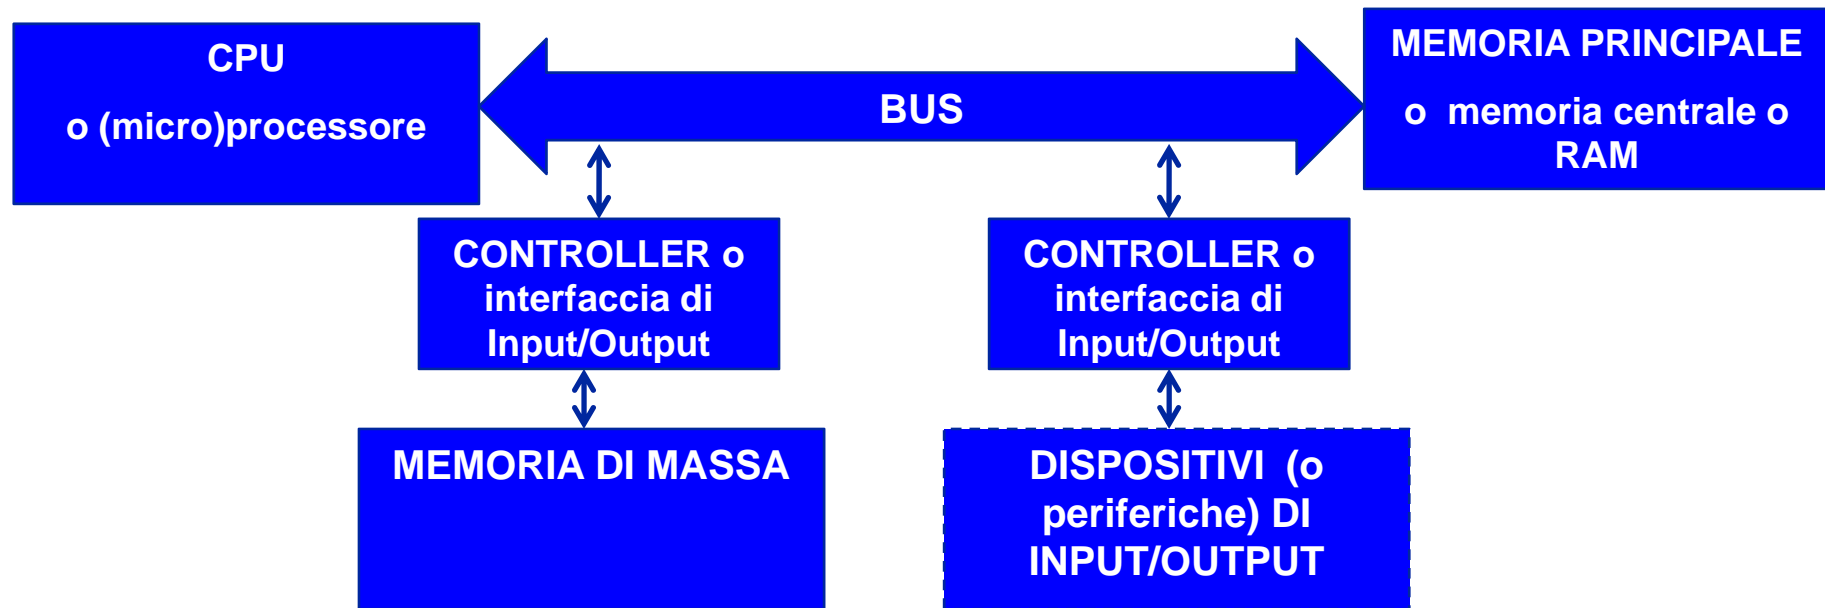 CPU
o (micro)processore
BUS
MEMORIA PRINCIPALE
o memoria centrale o
RAM
CONTROLLER o
interfaccia di
Input/Output
CONTROLLER o
interfaccia di
Input/Output
MEMORIA DI MASSA
DISPOSITIVI (o
periferiche) DI
INPUT/OUTPUT